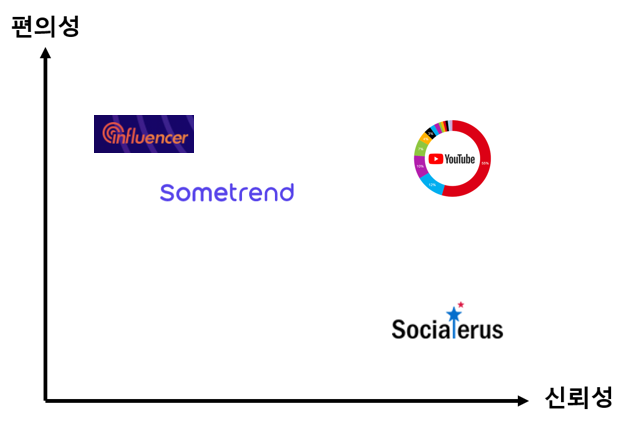 편의성
influencer
YouTube
Sometrend
Socialerus
신뢰성